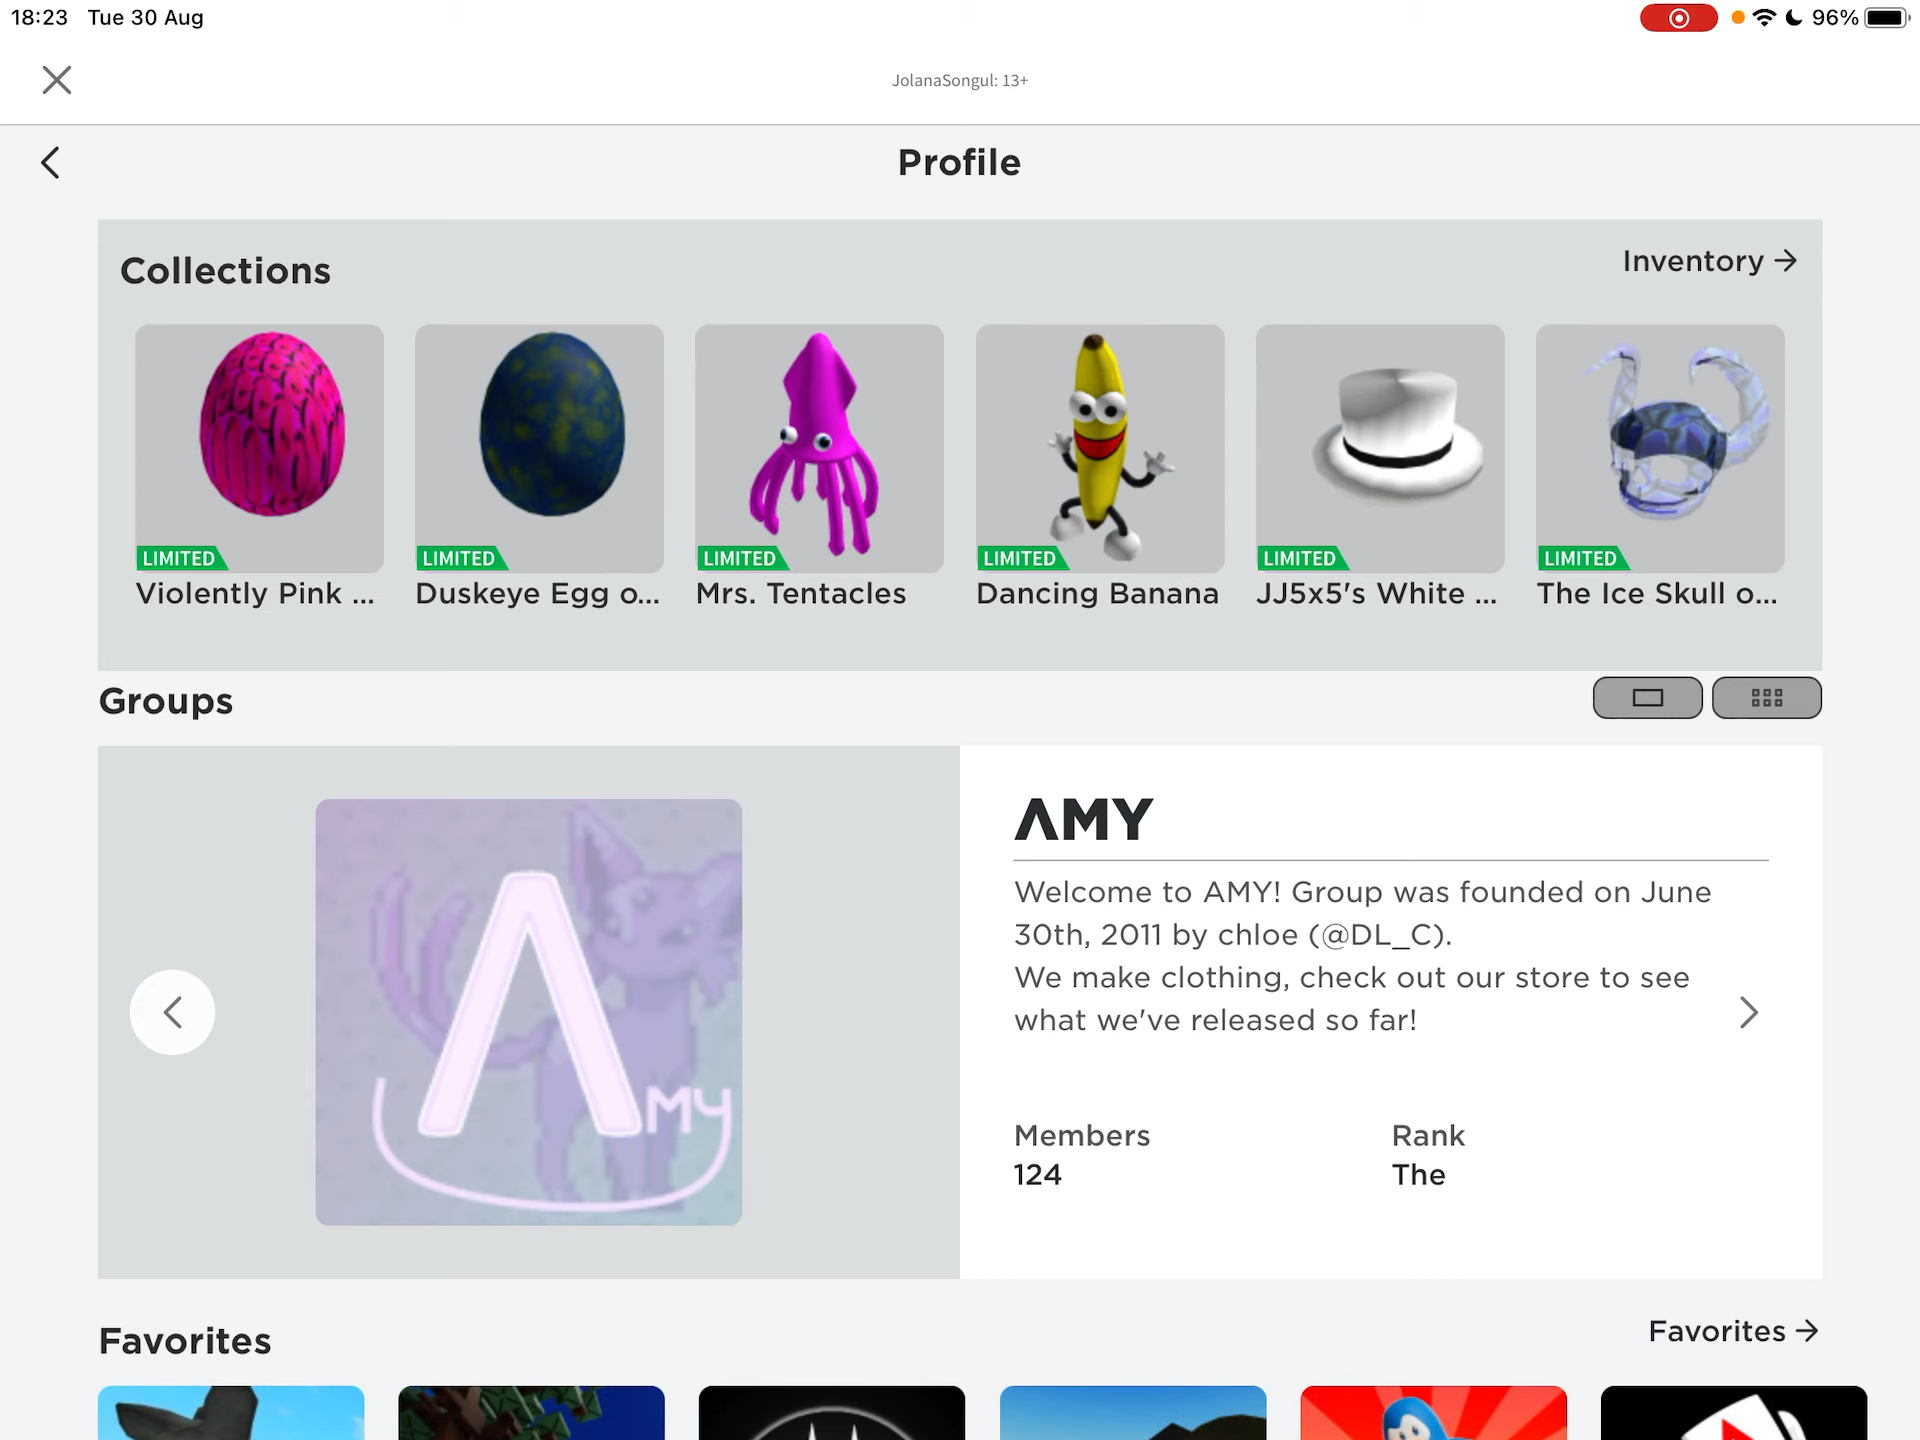 18:23 Tue 30 Aug
96%
JolanaSongul: 13+
Profile
Collections
Inventory →
LIMITED
LIMITED
LIMITED
LIMITED
LIMITED
LIMITED
Violently Pink ...
Duskeye Egg o...
Mrs. Tentacles
Dancing Banana
JJ5x5's White ...
The Ice Skull o...
Groups
ΛMY
ΛMY
Welcome to AMY! Group was founded on June
30th, 2011 by chloe (@DL_C).
We make clothing, check out our store to see
what we've released so far!
Members
Rank
124
The
Favorites
Favorites →